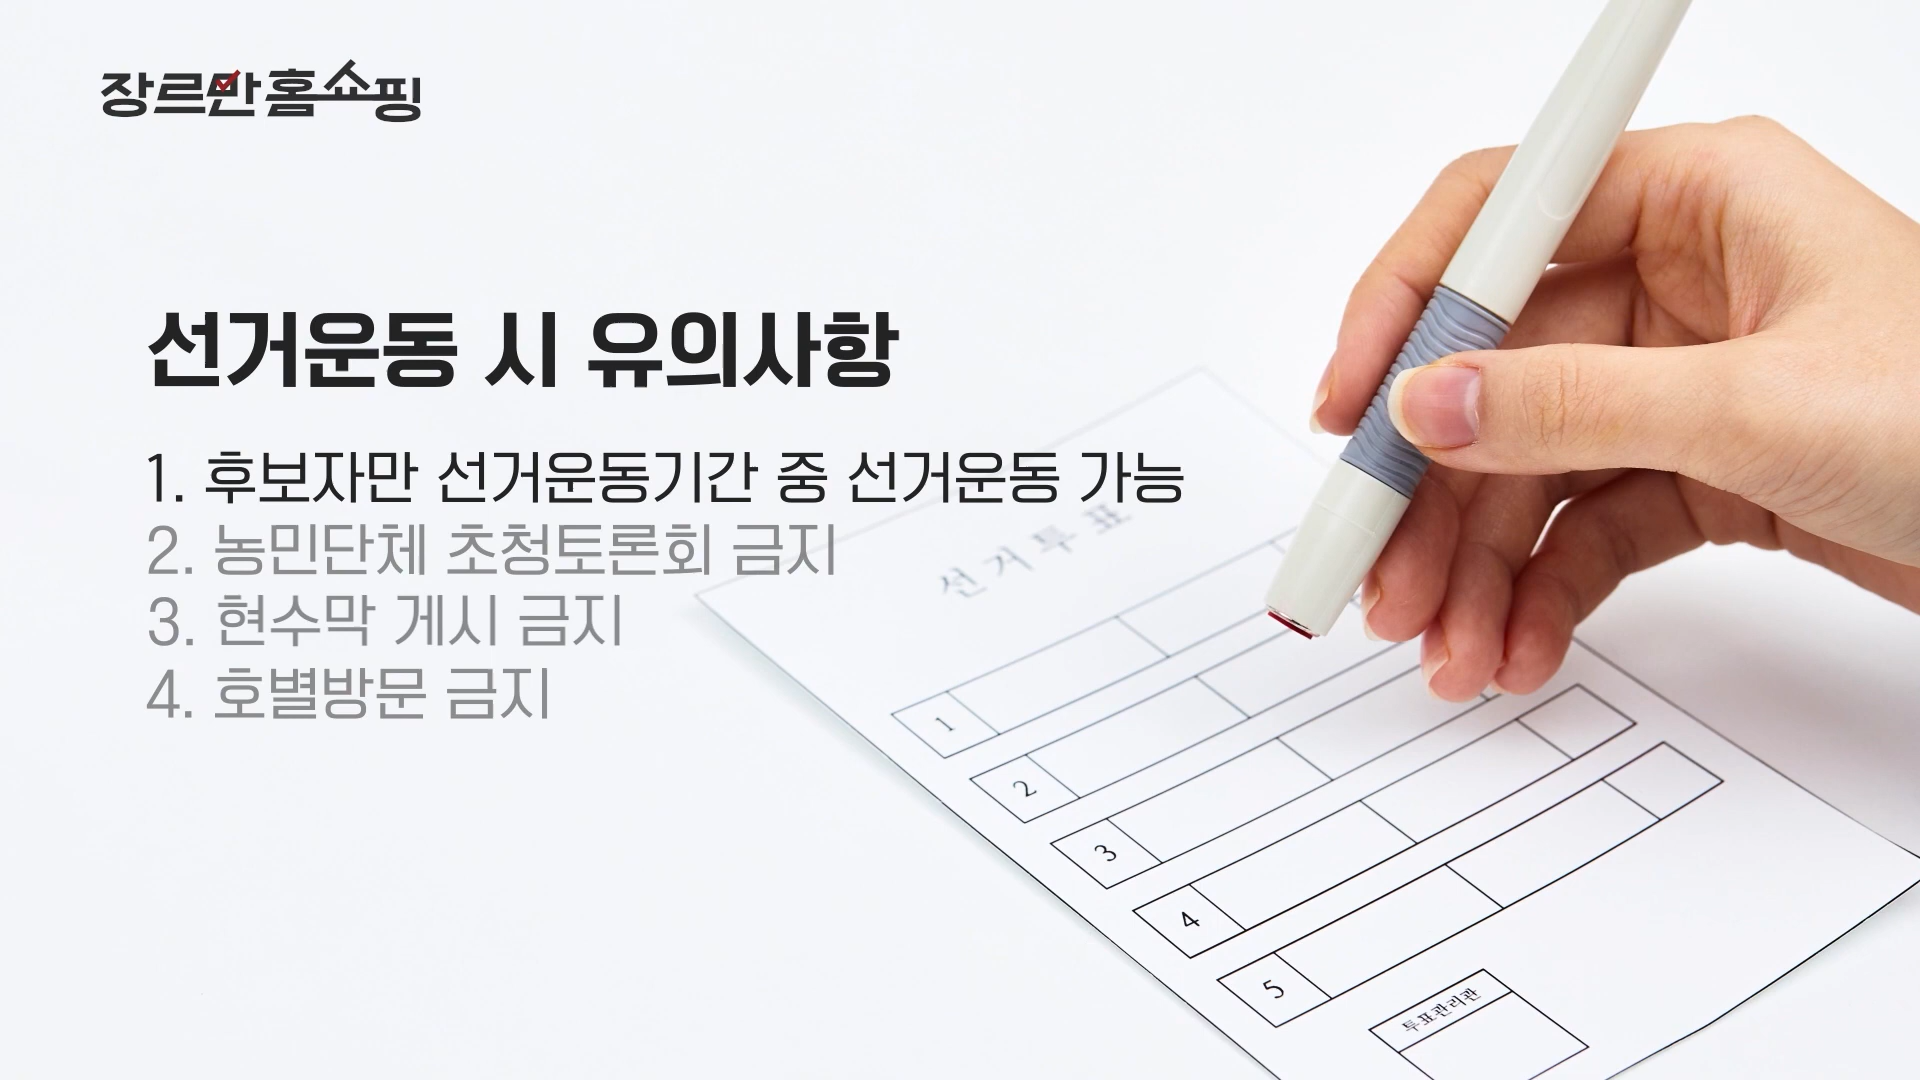 장르만 홈쇼핑
선거운동 시 유의사항
1. 후보자만 선거운동기간 중 선거운동 가능
2. 농민단체 초청토론회 금지
3. 현수막 게시 금지
4. 호별방문 금지
선거투표
1
2
3
4
5
투표관리관